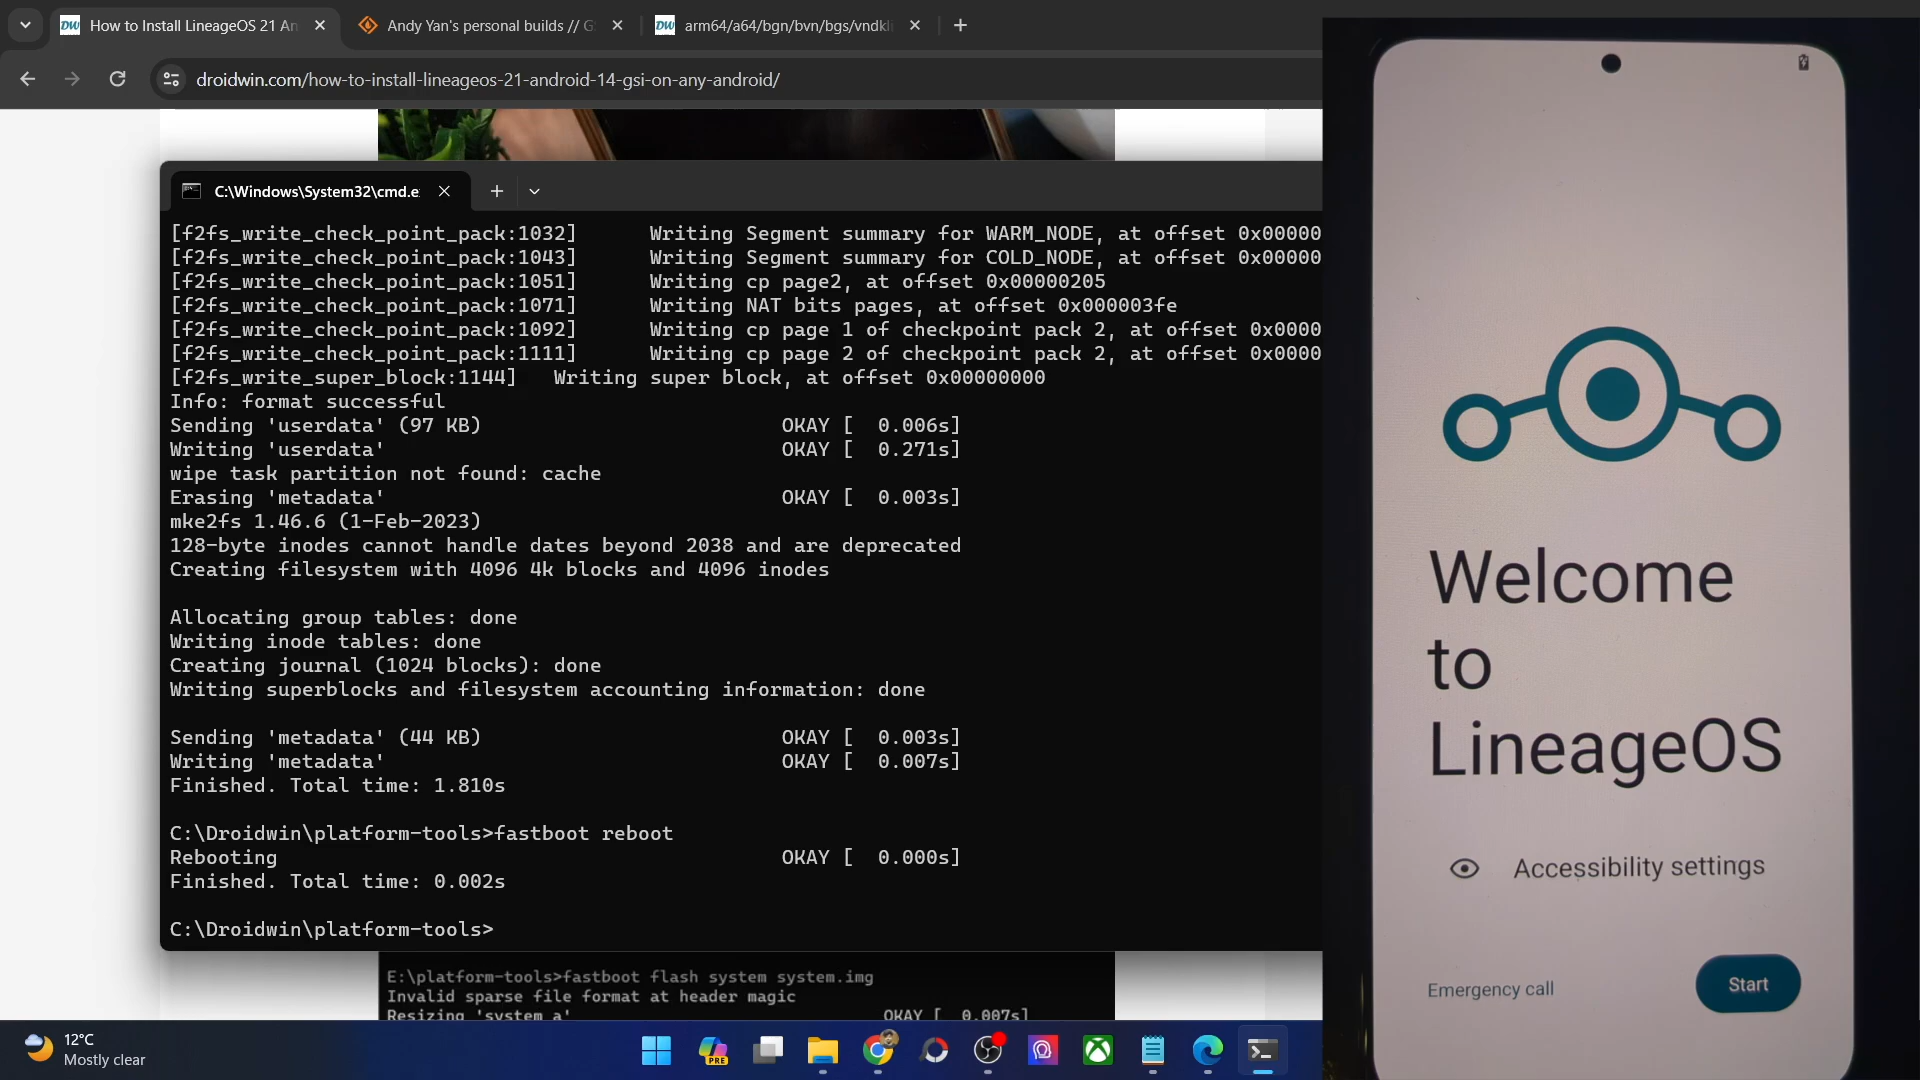 DW How to Install LineageOS 21 An
Andy Yan's personal builds // G
DW arm64/a64/bgn/bvn/bgs/vndkli
droidwin.com/how-to-install-lineageos-21-android-14-gsi-on-any-android/
C:\Windows\System32\cmd.e
[f2fs_write_check_point_pack:1032] Writing Segment summary for WARM_NODE, at offset 0x00000
[f2fs_write_check_point_pack:1043] Writing Segment summary for COLD_NODE, at offset 0x00000
[f2fs_write_check_point_pack:1051] Writing cp page2, at offset 0x00000205
[f2fs_write_check_point_pack:1071] Writing NAT bits pages, at offset 0x000003fe
[f2fs_write_check_point_pack:1092] Writing cp page 1 of checkpoint pack 2, at offset 0x0000
[f2fs_write_check_point_pack:1111] Writing cp page 2 of checkpoint pack 2, at offset 0x0000
[f2fs_write_super_block:1144] Writing super block, at offset 0x00000000
Info: format successful
Sending 'userdata' (97 KB) OKAY [ 0.006s]
Writing 'userdata' OKAY [ 0.271s]
wipe task partition not found: cache
Erasing 'metadata' OKAY [ 0.003s]
mke2fs 1.46.6 (1-Feb-2023)
128-byte inodes cannot handle dates beyond 2038 and are deprecated
Creating filesystem with 4096 4k blocks and 4096 inodes
Allocating group tables: done
Writing inode tables: done
Creating journal (1024 blocks): done
Writing superblocks and filesystem accounting information: done
Sending 'metadata' (44 KB) OKAY [ 0.003s]
Writing 'metadata' OKAY [ 0.007s]
Finished. Total time: 1.810s
C:\Droidwin\platform-tools>fastboot reboot
Rebooting OKAY [ 0.000s]
Finished. Total time: 0.002s
C:\Droidwin\platform-tools>
E:\platform-tools>fastboot flash system system.img
Invalid sparse file format at header magic
Resizing 'system_a' OKAY [ 0.007s]
12°C
Mostly clear
PRE
Welcome
to
LineageOS
Accessibility settings
Emergency call
Start